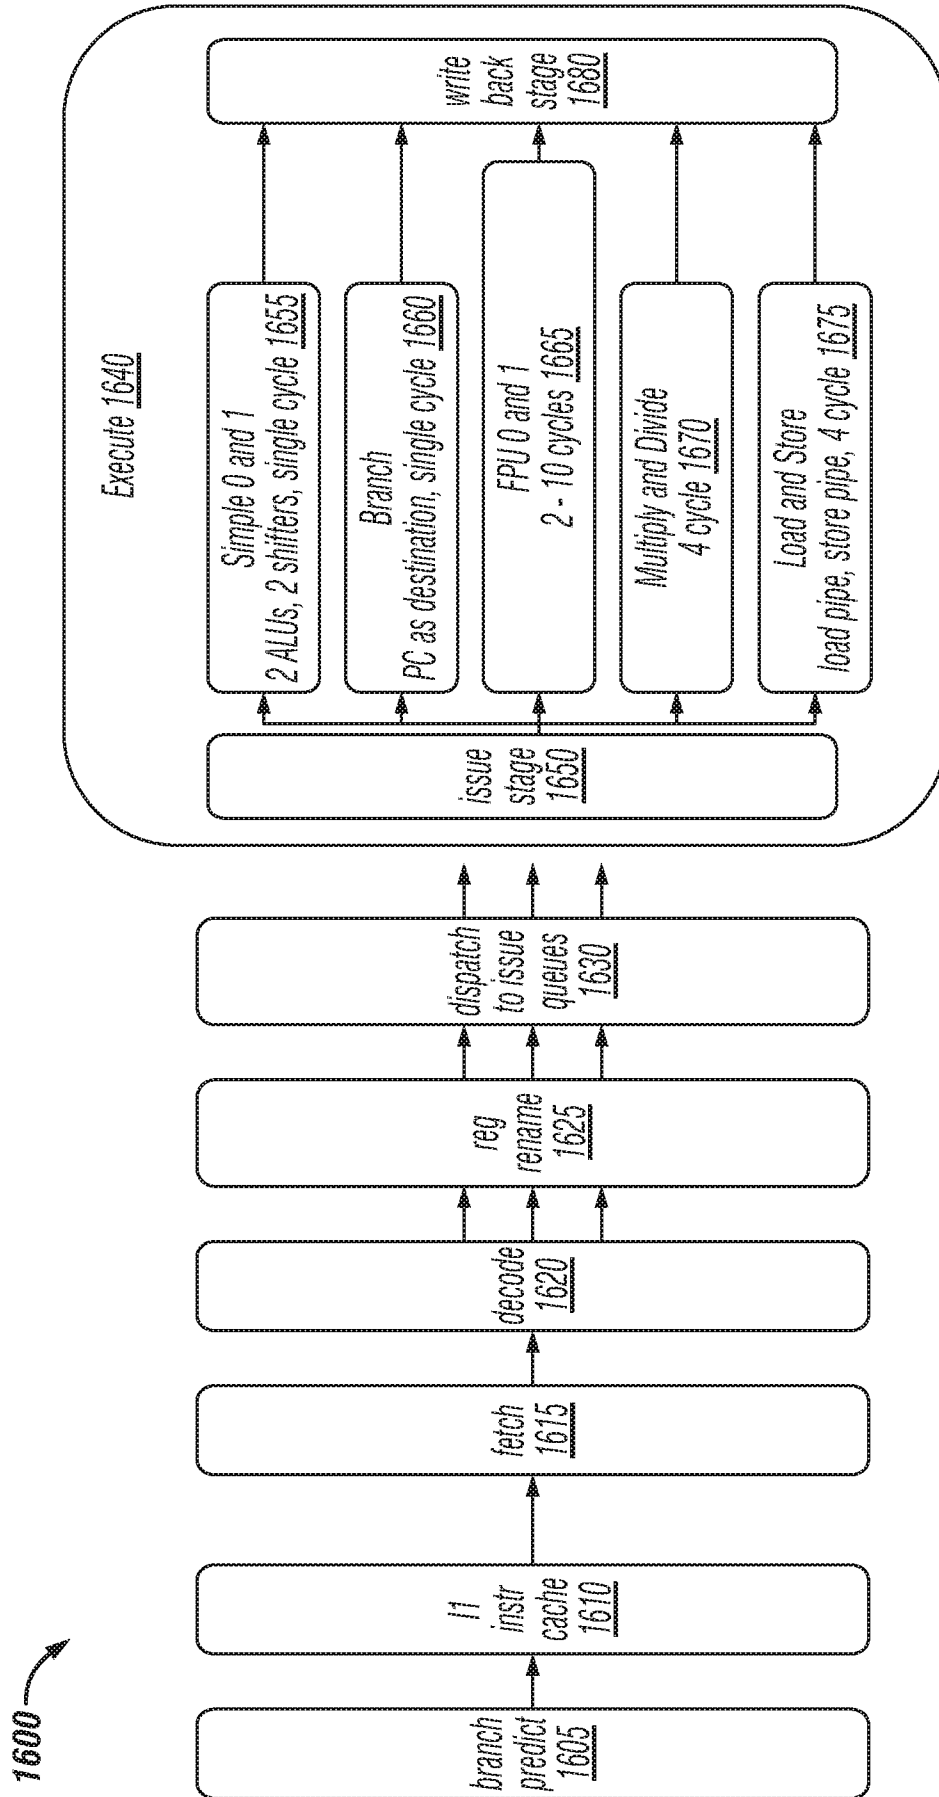 1600
branch
predict
1605
I1
instr
cache
1610
fetch
1615
decode
1620
reg
rename
1625
dispatch
to issue
queues
1630
Execute 1640
issue
stage
1650
Simple 0 and 1
2 ALUs, 2 shifters, single cycle 1655
Branch
PC as destination, single cycle 1660
FPU 0 and 1
2 - 10 cycles 1665
Multiply and Divide
4 cycle 1670
Load and Store
load pipe, store pipe, 4 cycle 1675
write
back
stage
1680